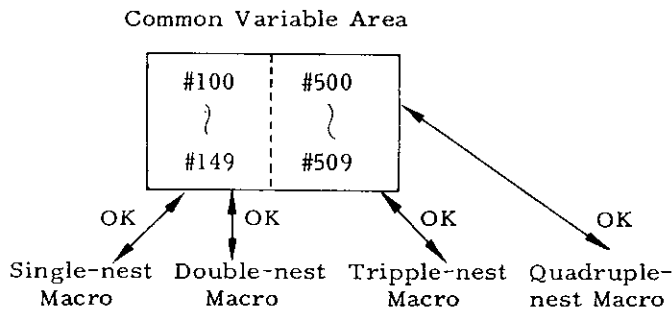 Common Variable Area
#100 #500
#149 #509
OK OK OK OK
Single-nest Double-nest Tripple-nest Quadruple-
Macro Macro Macro nest Macro